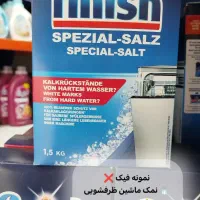 finish
SPEZIAL-SALZ
SPECIAL-SALT
KALKRÜCKSTÄNDE
VON HARTEM WASSER?
WHITE MARKS
FROM HARD WATER?
1,5 KG
نمونه فیک ❌
نمک ماشین ظرفشویی